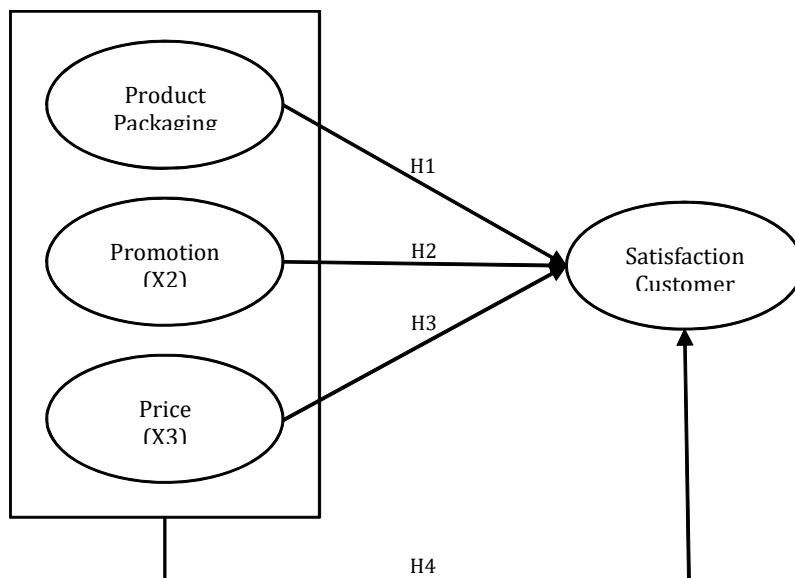 Product
Packaging
H1
Promotion
(X2)
H2
Satisfaction
Customer
H3
Price
(X3)
H4